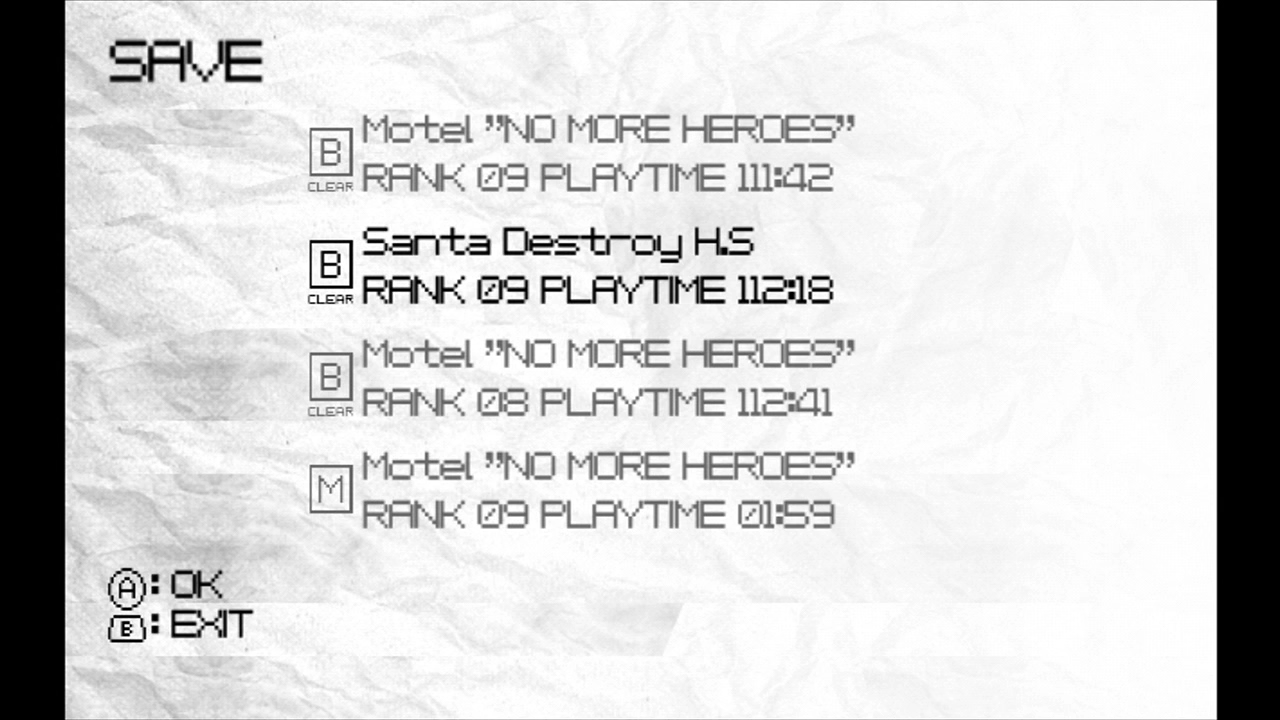 SAVE
B Motel "NO MORE HEROES"
CLEAR RANK 09 PLAYTIME 111:42
B Santa Destroy H.S
CLEAR RANK 09 PLAYTIME 112:18
B Motel "NO MORE HEROES"
CLEAR RANK 08 PLAYTIME 112:41
M Motel "NO MORE HEROES"
RANK 09 PLAYTIME 01:59
A: OK
B: EXIT